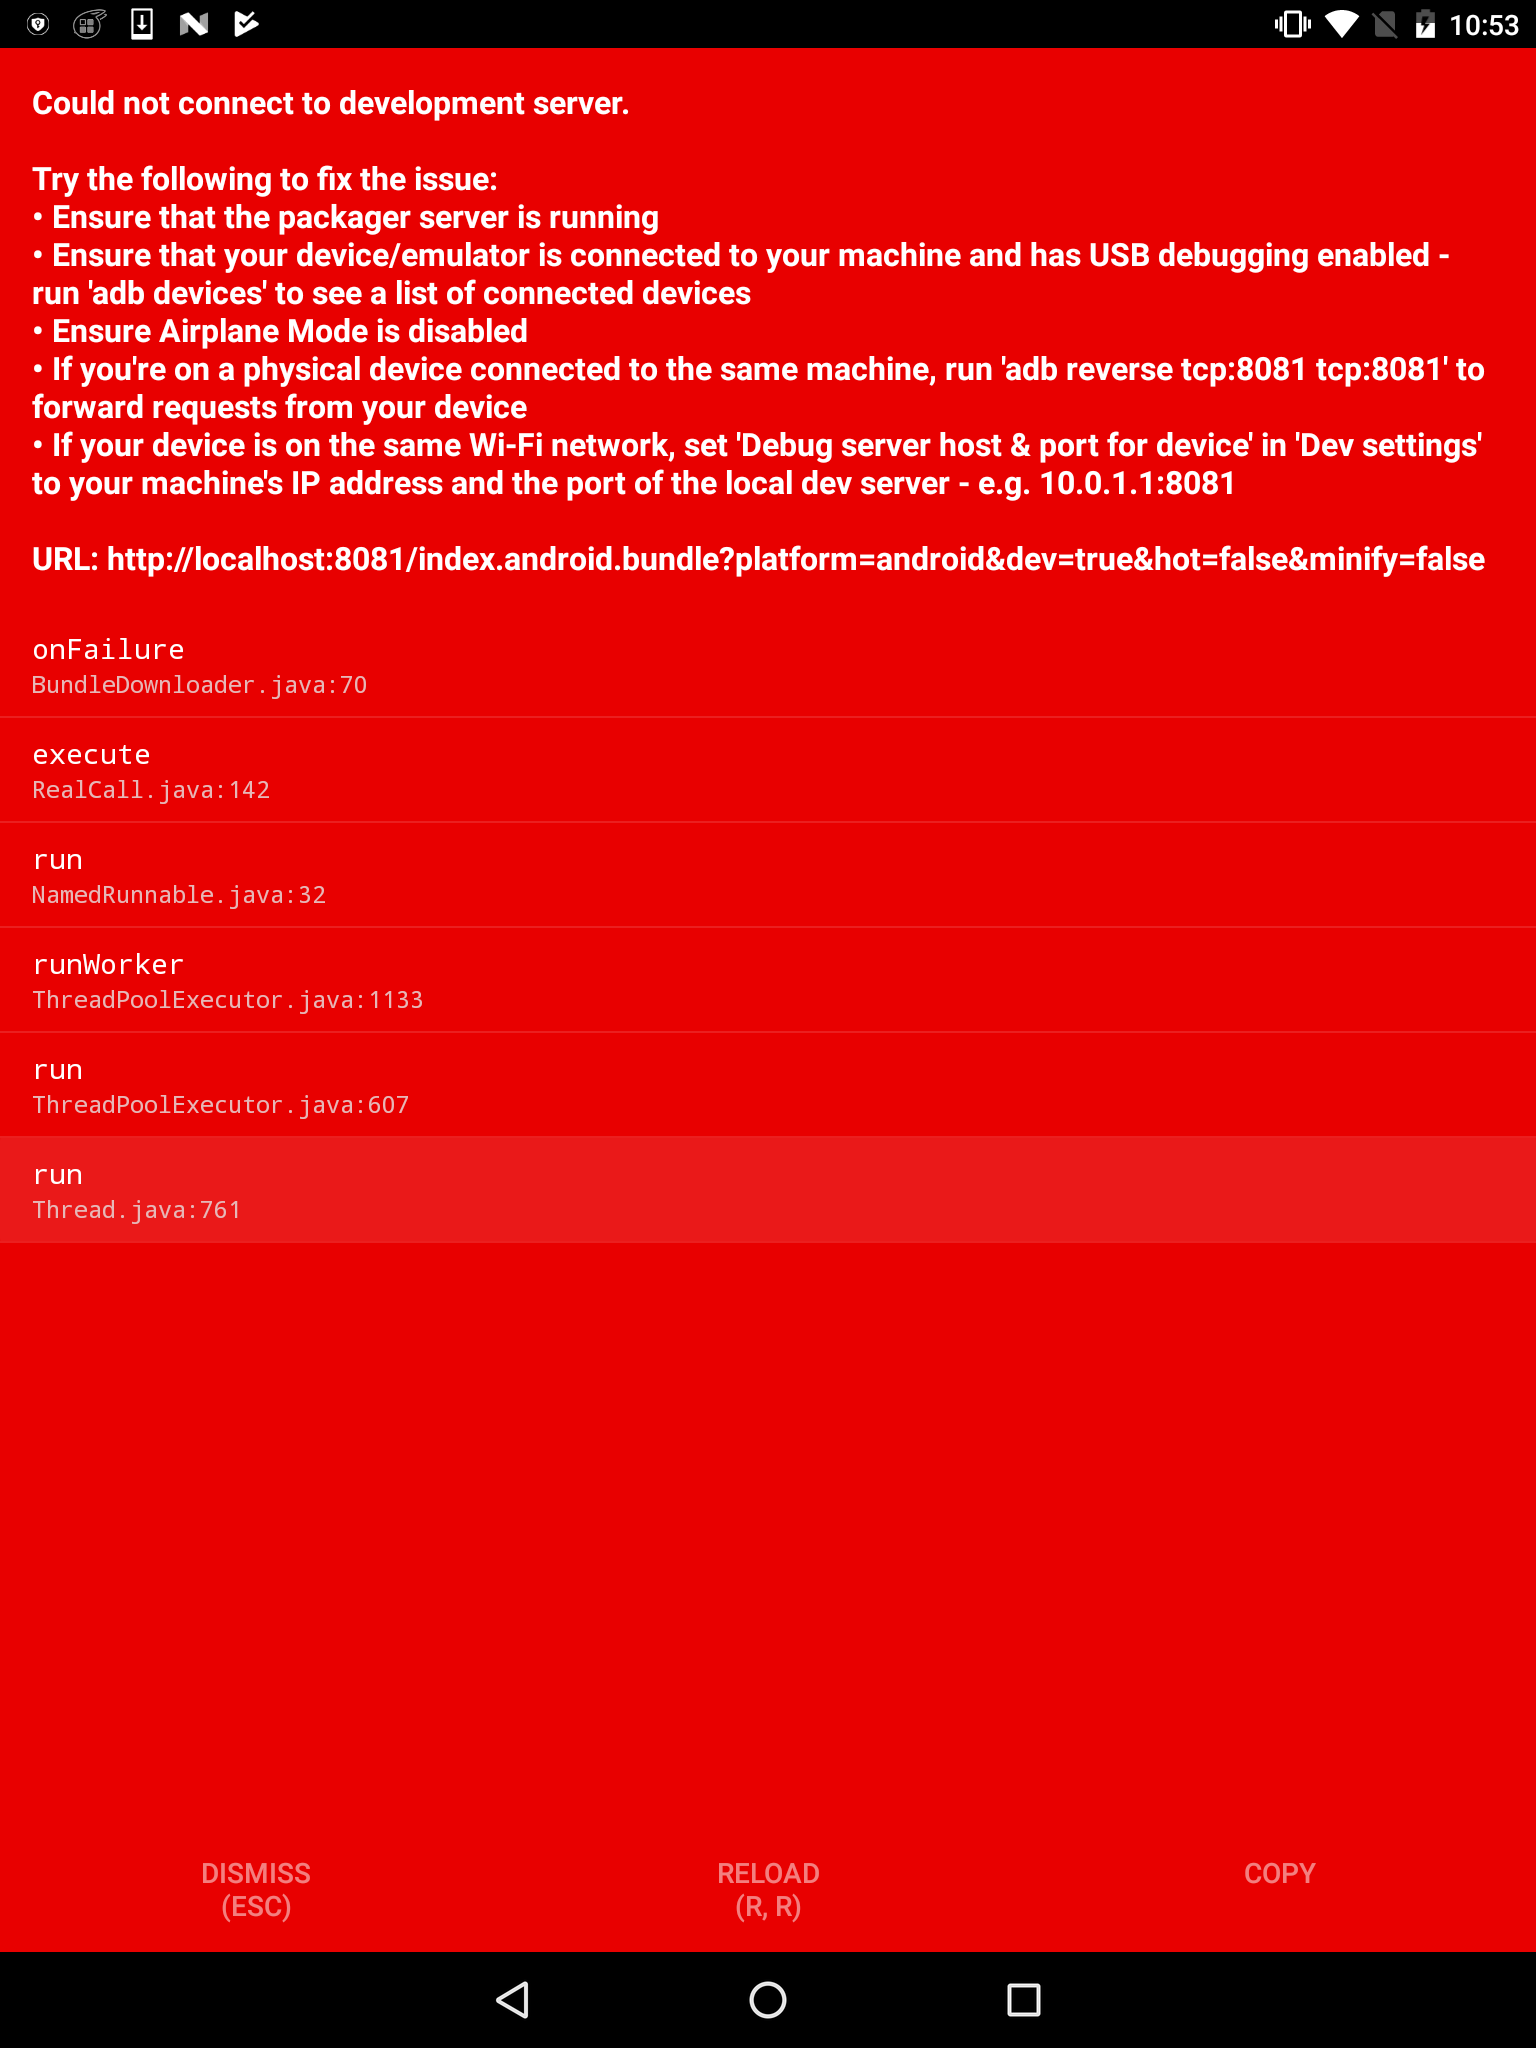 10:53
Could not connect to development server.
Try the following to fix the issue:
• Ensure that the packager server is running
• Ensure that your device/emulator is connected to your machine and has USB debugging enabled -
run 'adb devices' to see a list of connected devices
• Ensure Airplane Mode is disabled
• If you're on a physical device connected to the same machine, run 'adb reverse tcp:8081 tcp:8081' to
forward requests from your device
• If your device is on the same Wi-Fi network, set 'Debug server host & port for device' in 'Dev settings'
to your machine's IP address and the port of the local dev server - e.g. 10.0.1.1:8081
URL: http://localhost:8081/index.android.bundle?platform=android&dev=true&hot=false&minify=false
onFailure
BundleDownloader.java:70
execute
RealCall.java:142
run
NamedRunnable.java:32
runWorker
ThreadPoolExecutor.java:1133
run
ThreadPoolExecutor.java:607
run
Thread.java:761
DISMISS
(ESC)
RELOAD
(R, R)
COPY